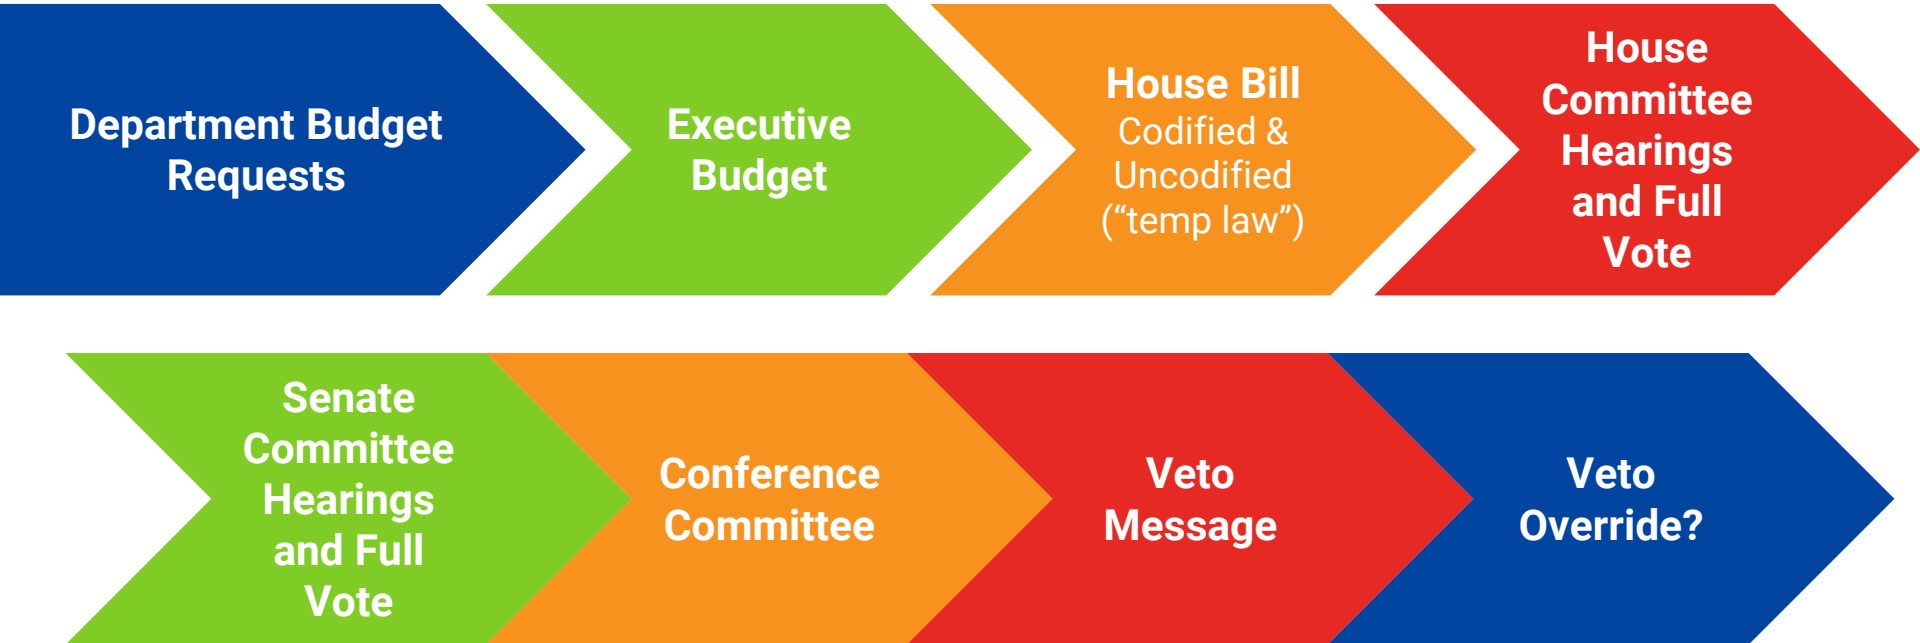 Department Budget
Requests
Executive
Budget
House Bill
Codified &
Uncodified
(“temp law”)
House
Committee
Hearings
and Full
Vote
Senate
Committee
Hearings
and Full
Vote
Conference
Committee
Veto
Message
Veto
Override?